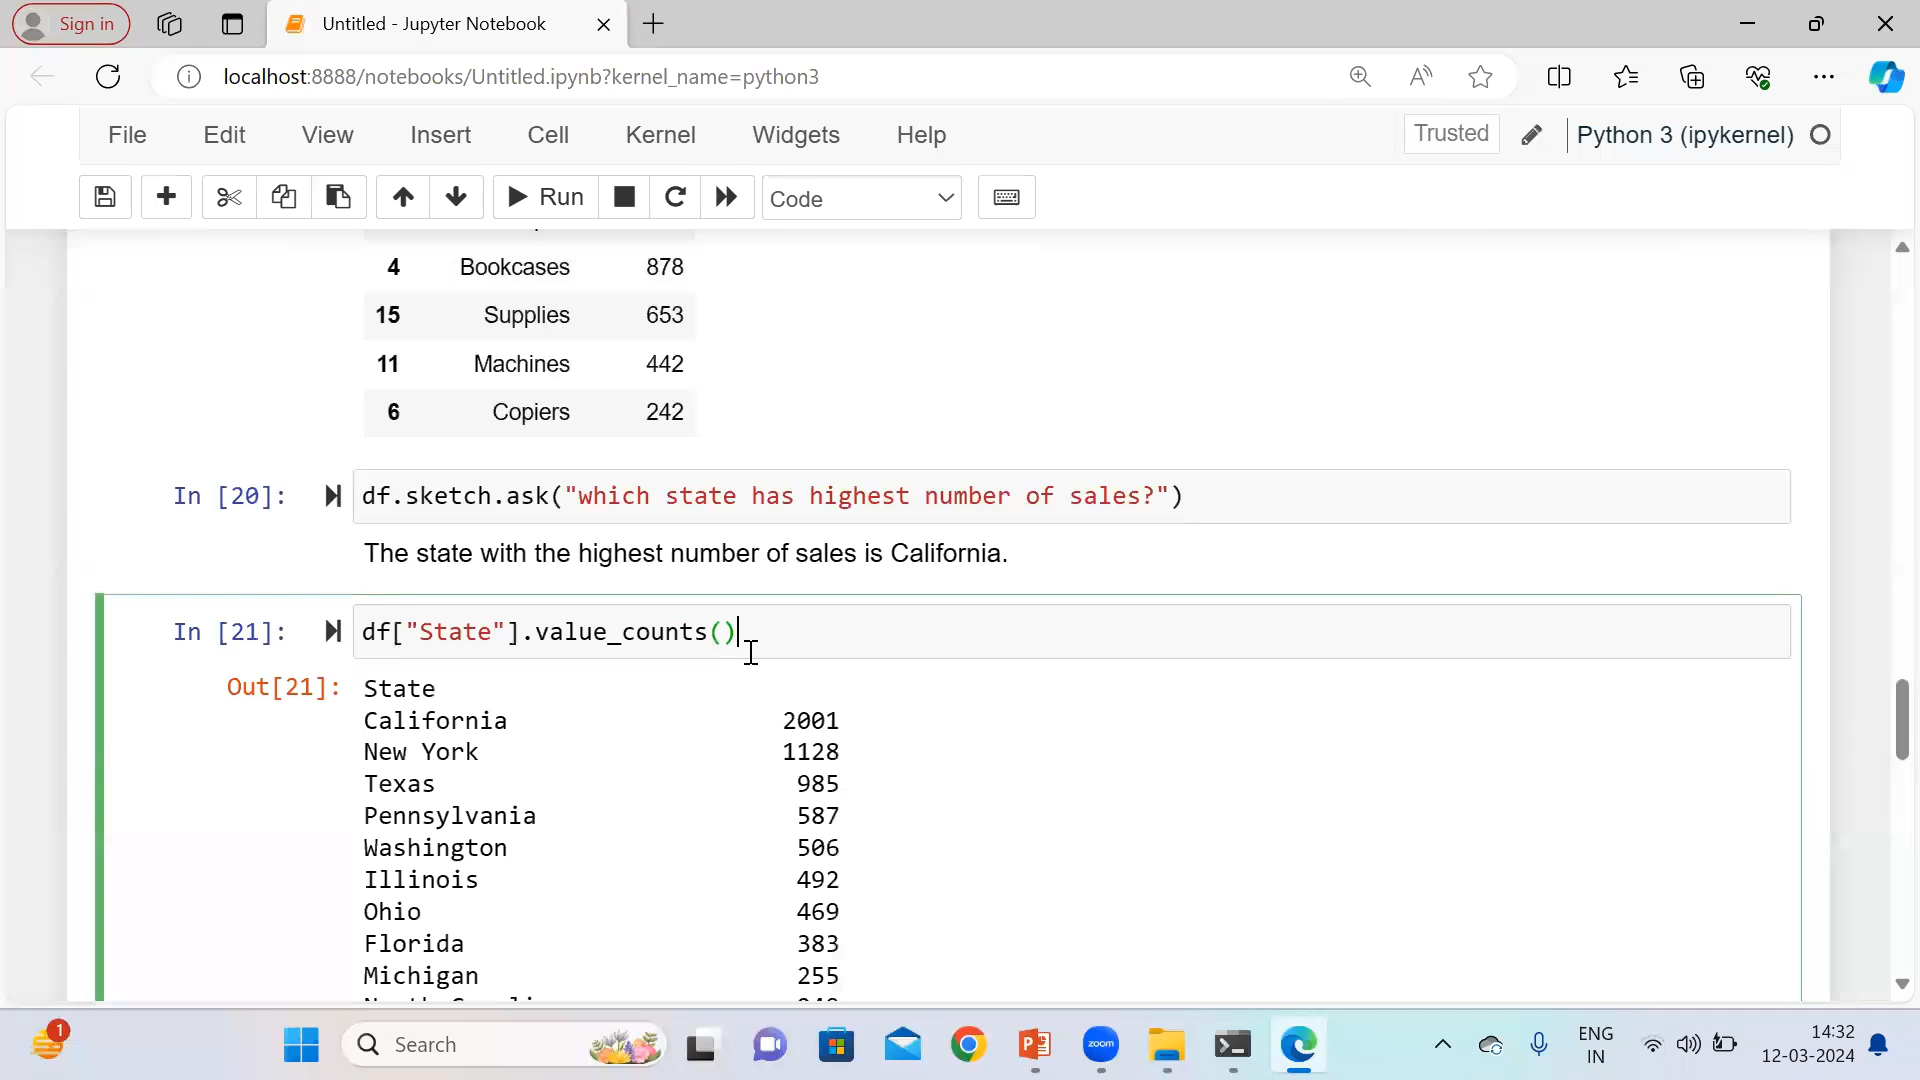 Sign in
Untitled - Jupyter Notebook
localhost:8888/notebooks/Untitled.ipynb?kernel_name=python3
File Edit View Insert Cell Kernel Widgets Help
Trusted
Python 3 (ipykernel)
Run
Code
4 Bookcases 878
15 Supplies 653
11 Machines 442
6 Copiers 242
In [20]: df.sketch.ask("which state has highest number of sales?")
The state with the highest number of sales is California.
In [21]: df["State"].value_counts()
Out[21]: State
California 2001
New York 1128
Texas 985
Pennsylvania 587
Washington 506
Illinois 492
Ohio 469
Florida 383
Michigan 255
1
Search
zoom
ENG
IN
14:32
12-03-2024